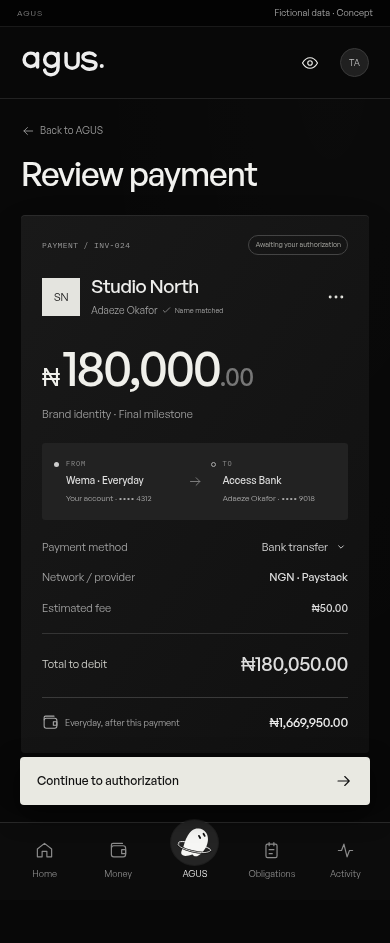 AGUS
Fictional data · Concept
agus.
TA
← Back to AGUS
Review payment
PAYMENT / INV-024
Awaiting your authorization
SN
Studio North
Adaeze Okafor ✓ Name matched
₦180,000.00
Brand identity · Final milestone
FROM
Wema · Everyday
Your account · •••• 4312
→
TO
Access Bank
Adaeze Okafor · •••• 9018
Payment method Bank transfer
Network / provider NGN · Paystack
Estimated fee ₦50.00
Total to debit ₦180,050.00
Everyday, after this payment ₦1,669,950.00
Continue to authorization →
Home Money AGUS Obligations Activity